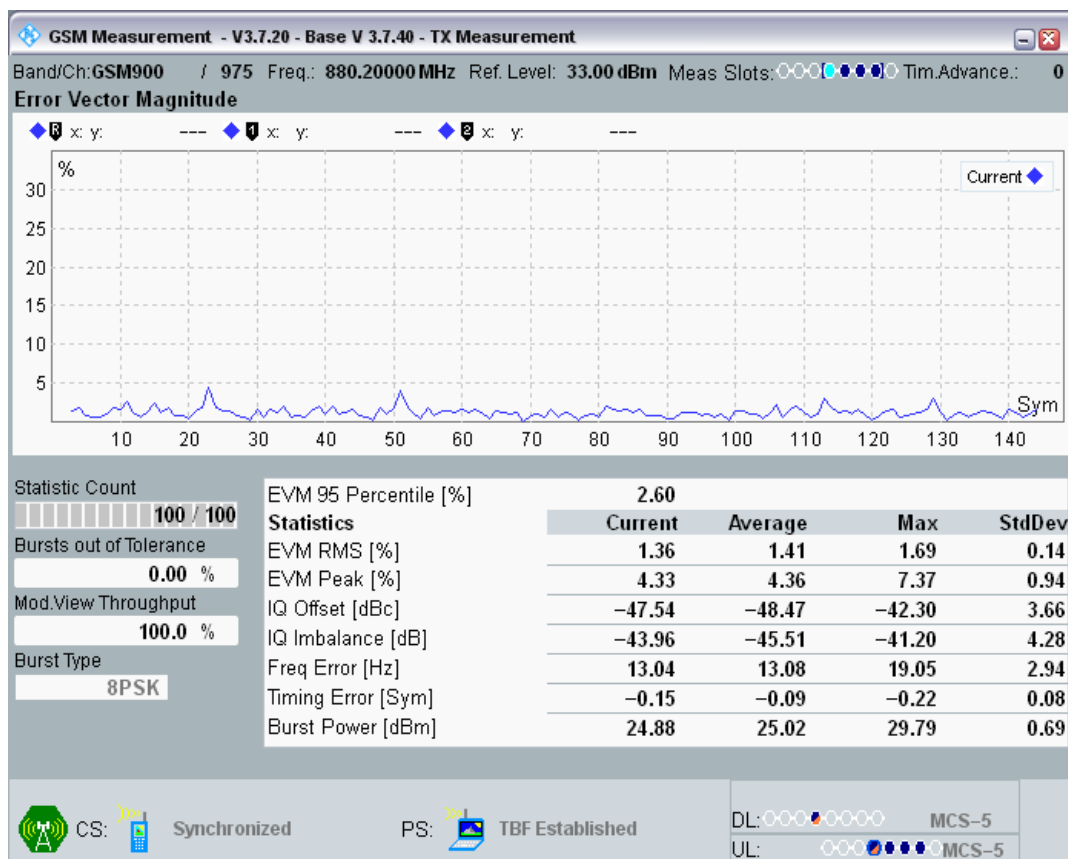 GSM Measurement - V3.7.20 - Base V 3.7.40 - TX Measurement
Band/Ch:GSM900 / 975 Freq.: 880.20000 MHz Ref. Level: 33.00 dBm Meas Slots: Tim.Advance.: 0
Error Vector Magnitude
R x: y: --- 1 x: y: --- 2 x: y: ---
%
Current
30
25
20
15
10
5
Sym
10 20 30 40 50 60 70 80 90 100 110 120 130 140
Statistic Count
100 / 100
Bursts out of Tolerance
0.00 %
Mod.View Throughput
100.0 %
Burst Type
8PSK
EVM 95 Percentile [%] 2.60
Statistics Current Average Max StdDev
EVM RMS [%] 1.36 1.41 1.69 0.14
EVM Peak [%] 4.33 4.36 7.37 0.94
IQ Offset [dBc] −47.54 −48.47 −42.30 3.66
IQ Imbalance [dB] −43.96 −45.51 −41.20 4.28
Freq Error [Hz] 13.04 13.08 19.05 2.94
Timing Error [Sym] −0.15 −0.09 −0.22 0.08
Burst Power [dBm] 24.88 25.02 29.79 0.69
CS: Synchronized PS: TBF Established
DL: MCS−5
UL: MCS−5